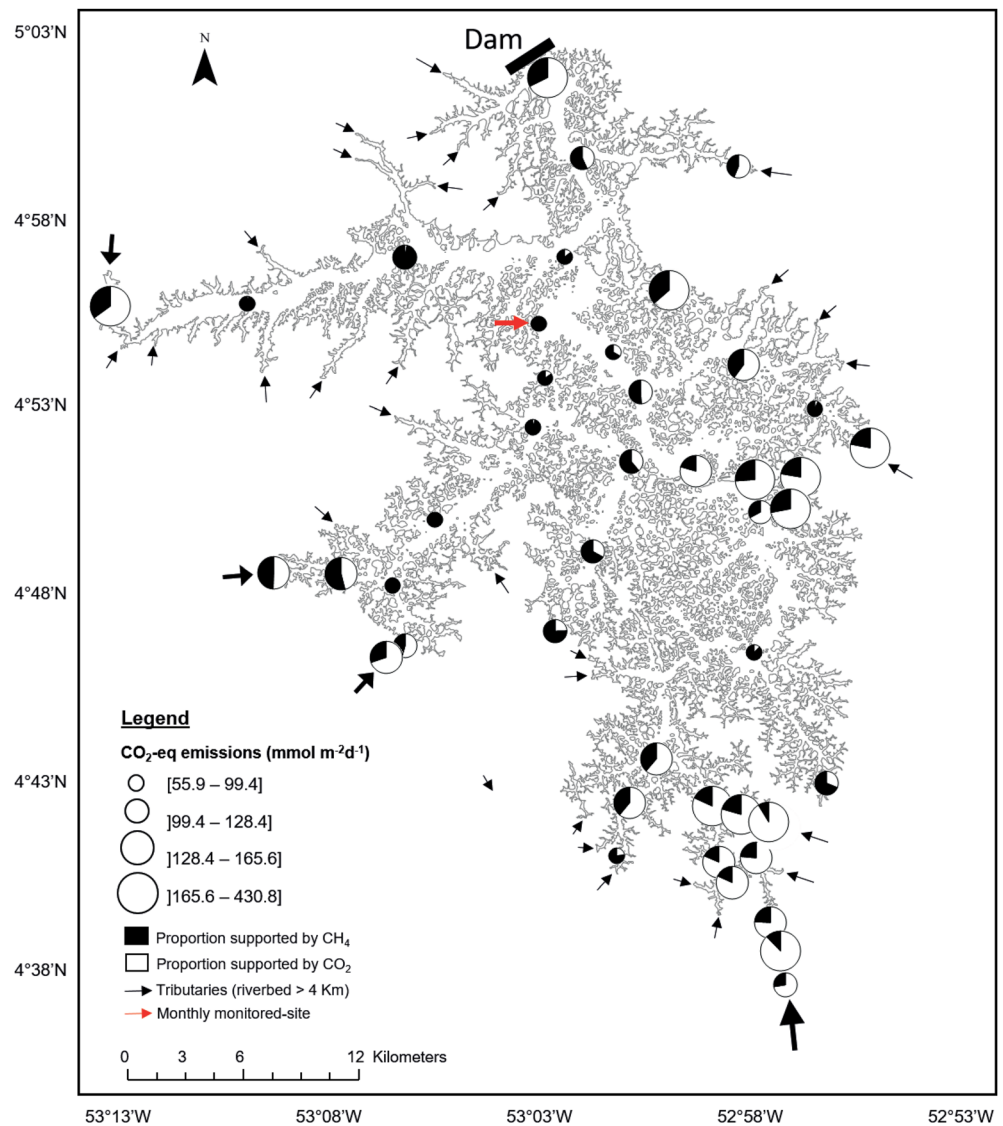 5°03’N
Dam
N
4°58’N
4°53’N
4°48’N
4°43’N
4°38’N
Legend
CO₂-eq emissions (mmol m⁻²d⁻¹)
]55.9 – 99.4]
]99.4 – 128.4]
]128.4 – 165.6]
]165.6 – 430.8]
Proportion supported by CH₄
Proportion supported by CO₂
Tributaries (riverbed > 4 Km)
Monthly monitored-site
0 3 6 12 Kilometers
53°13’W 53°08’W 53°03’W 52°58’W 52°53’W